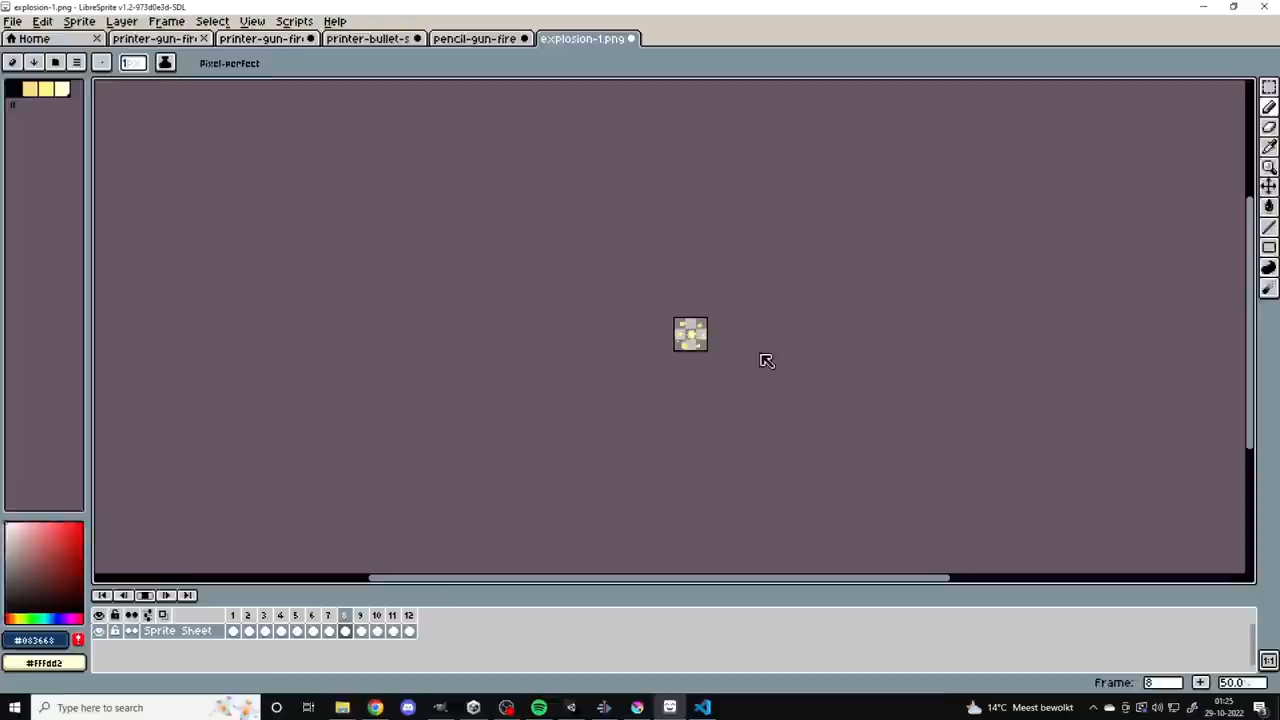 explosion-1.png - LibreSprite v1.2-973d0e3d-SDL
File Edit Sprite Layer Frame Select View Scripts Help
Home printer-gun-fir printer-gun-fir printer-bullet-s pencil-gun-fire explosion-1.png
Pixel-perfect
1 2 3 4 5 6 7 8 9 10 11 12
Sprite Sheet
#083668
#fffdd2
1:1
Frame: 8 50.0
Type here to search
14°C Meest bewolkt
01:25
29-10-2022